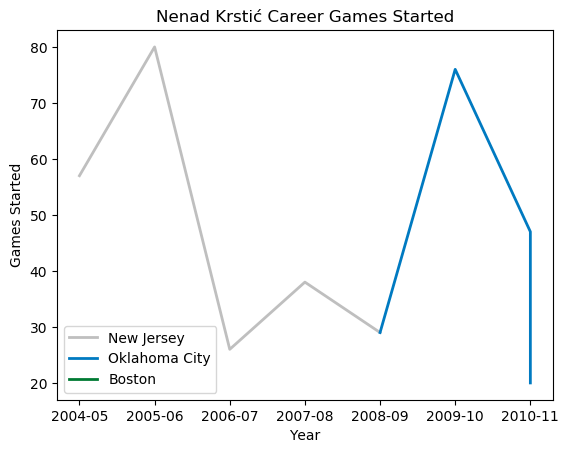 Nenad Krstić Career Games Started
80
70
60
50
40
30
20
Games Started
New Jersey
Oklahoma City
Boston
2004-05 2005-06 2006-07 2007-08 2008-09 2009-10 2010-11
Year